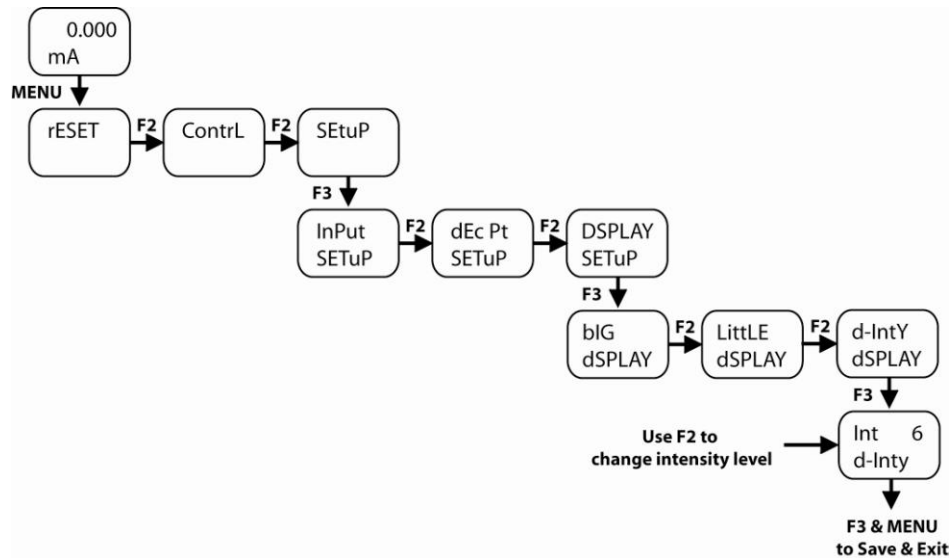 0.000
mA
MENU
rESET
F2
ContrL
F2
SEtuP
F3
InPut
SETuP
F2
dEc Pt
SETuP
F2
DSPLAY
SETuP
F3
bIG
dSPLAY
F2
LittLE
dSPLAY
F2
d-IntY
dSPLAY
F3
Use F2 to
change intensity level
Int 6
d-Inty
F3 & MENU
to Save & Exit